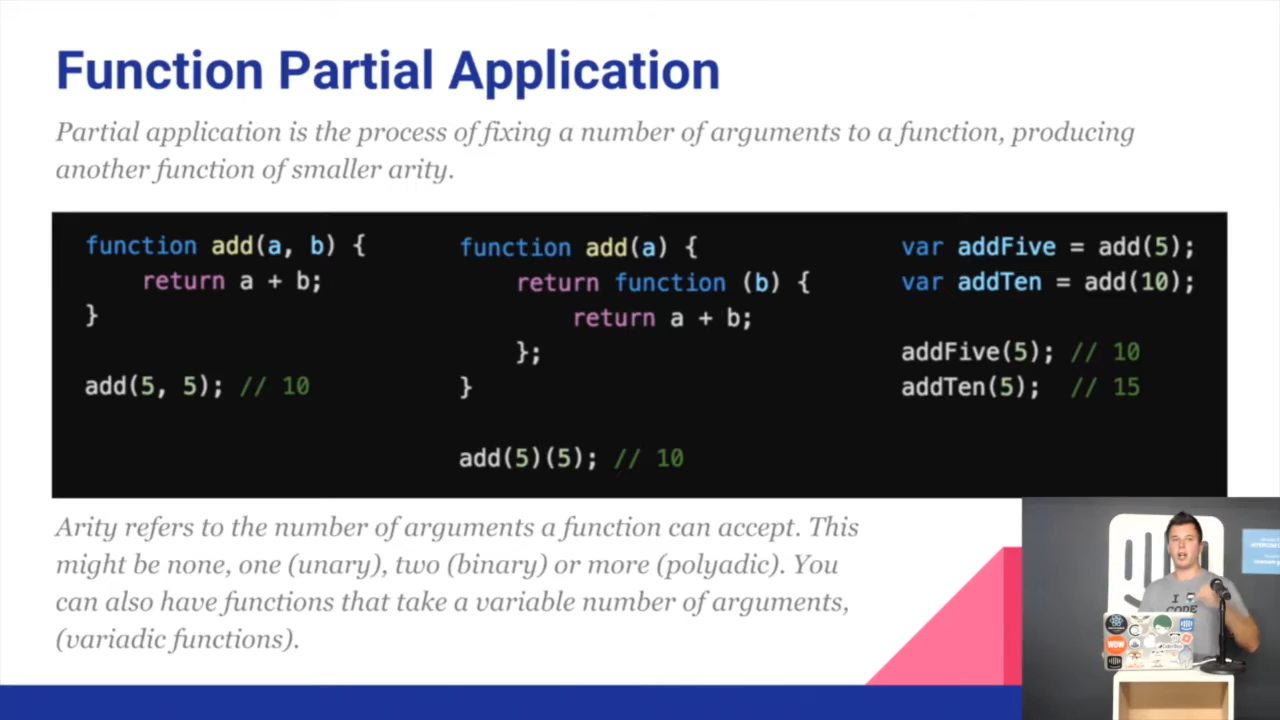 Function Partial Application
Partial application is the process of fixing a number of arguments to a function, producing
another function of smaller arity.
function add(a, b) {
    return a + b;
}
add(5, 5); // 10
function add(a) {
    return function (b) {
        return a + b;
    };
}
add(5)(5); // 10
var addFive = add(5);
var addTen = add(10);
addFive(5); // 10
addTen(5);  // 15
Arity refers to the number of arguments a function can accept. This
might be none, one (unary), two (binary) or more (polyadic). You
can also have functions that take a variable number of arguments,
(variadic functions).
I
CODE
WOW